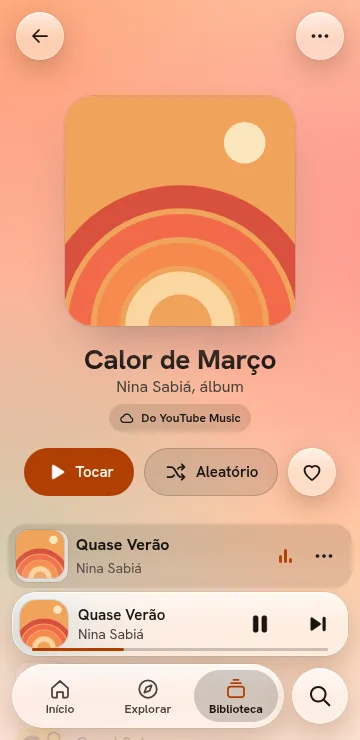 Calor de Março
Nina Sabiá, álbum
Do YouTube Music
Tocar
Aleatório
Quase Verão
Nina Sabiá
Quase Verão
Nina Sabiá
Início
Explorar
Biblioteca